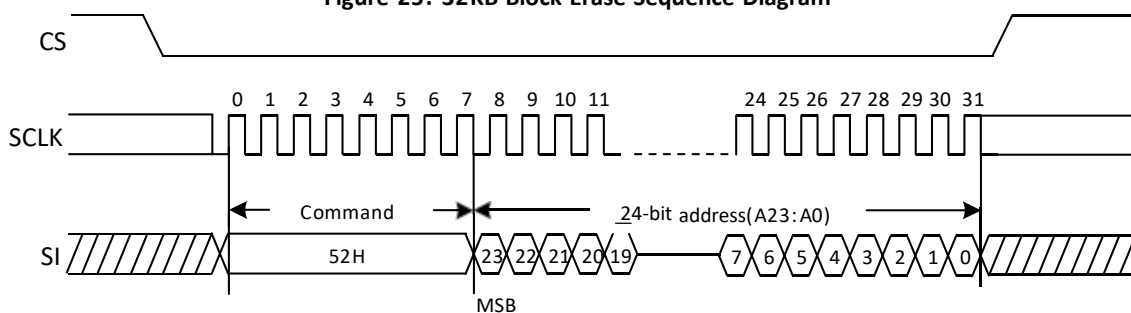 Figure 25: 32KB Block Erase Sequence Diagram
CS
0 1 2 3 4 5 6 7 8 9 10 11 24 25 26 27 28 29 30 31
SCLK
Command 24-bit address(A23:A0)
SI 52H 23 22 21 20 19 7 6 5 4 3 2 1 0
MSB